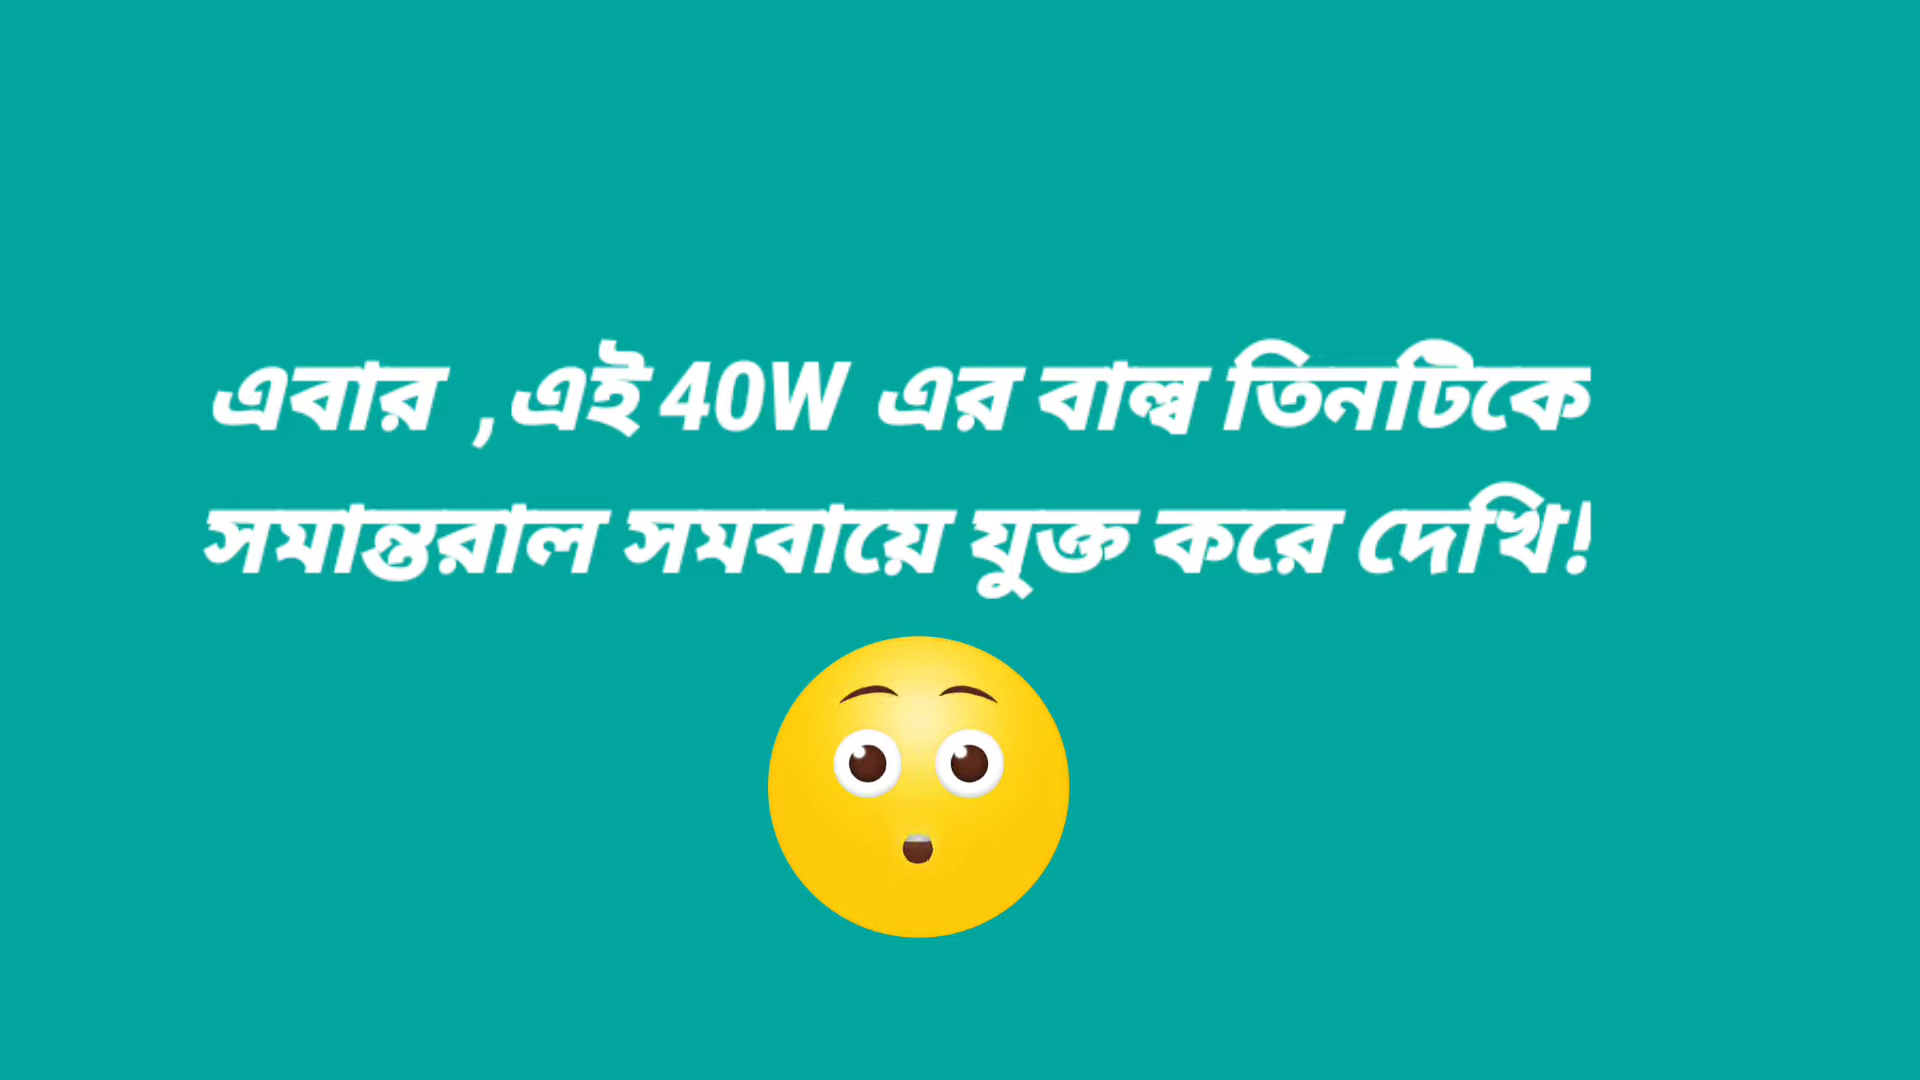 এবার ,এই 40W এর বাল্ব তিনটিকে
সমান্তরাল সমবায়ে যুক্ত করে দেখি!